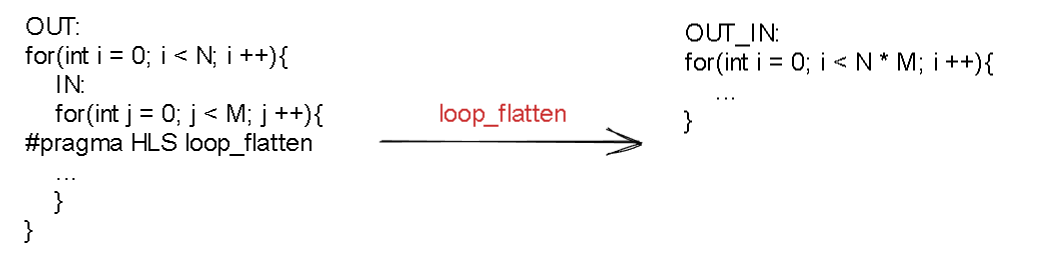 OUT:
for(int i = 0; i < N; i ++){
IN:
for(int j = 0; j < M; j ++){
#pragma HLS loop_flatten
...
}
}
loop_flatten
OUT_IN:
for(int i = 0; i < N * M; i ++){
...
}